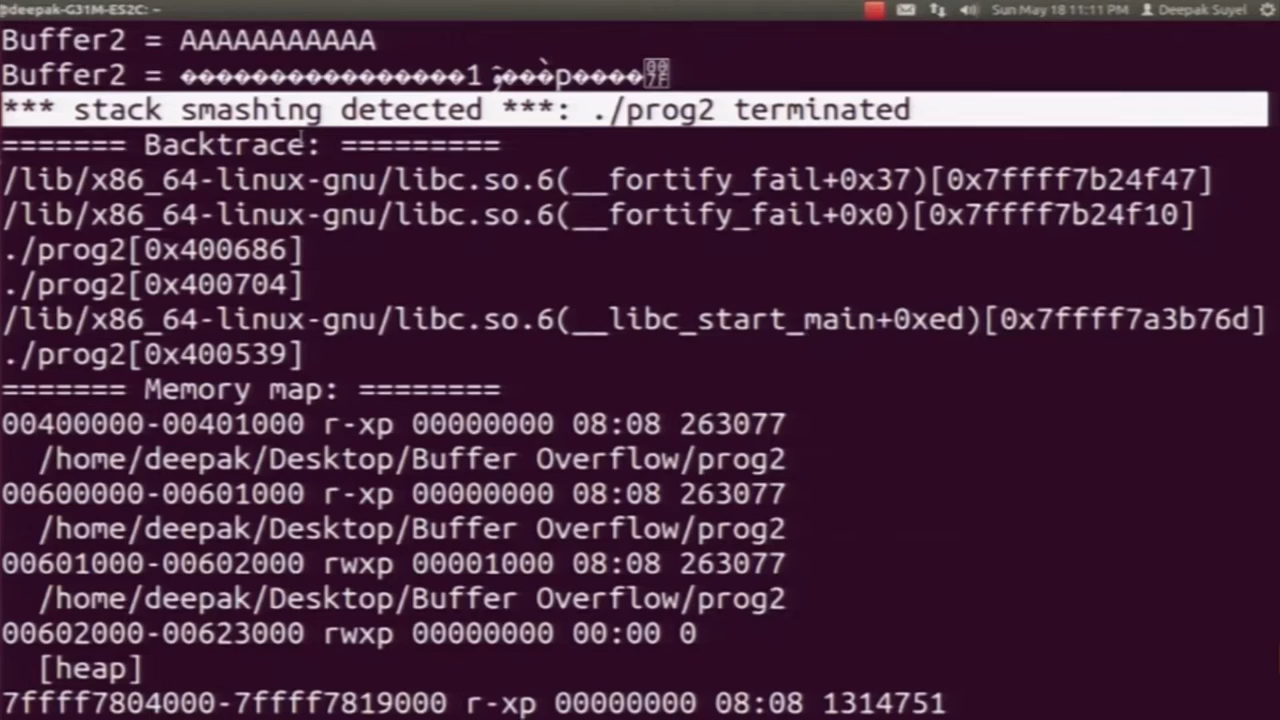 @deepak-G31M-ES2C: ~ Sun May 18 11:11 PM Deepak Suyel
Buffer2 = AAAAAAAAAAA
Buffer2 =
*** stack smashing detected ***: ./prog2 terminated
======= Backtrace: =========
/lib/x86_64-linux-gnu/libc.so.6(__fortify_fail+0x37)[0x7ffff7b24f47]
/lib/x86_64-linux-gnu/libc.so.6(__fortify_fail+0x0)[0x7ffff7b24f10]
./prog2[0x400686]
./prog2[0x400704]
/lib/x86_64-linux-gnu/libc.so.6(__libc_start_main+0xed)[0x7ffff7a3b76d]
./prog2[0x400539]
======= Memory map: ========
00400000-00401000 r-xp 00000000 08:08 263077
/home/deepak/Desktop/Buffer Overflow/prog2
00600000-00601000 r-xp 00000000 08:08 263077
/home/deepak/Desktop/Buffer Overflow/prog2
00601000-00602000 rwxp 00001000 08:08 263077
/home/deepak/Desktop/Buffer Overflow/prog2
00602000-00623000 rwxp 00000000 00:00 0
[heap]
7ffff7804000-7ffff7819000 r-xp 00000000 08:08 1314751